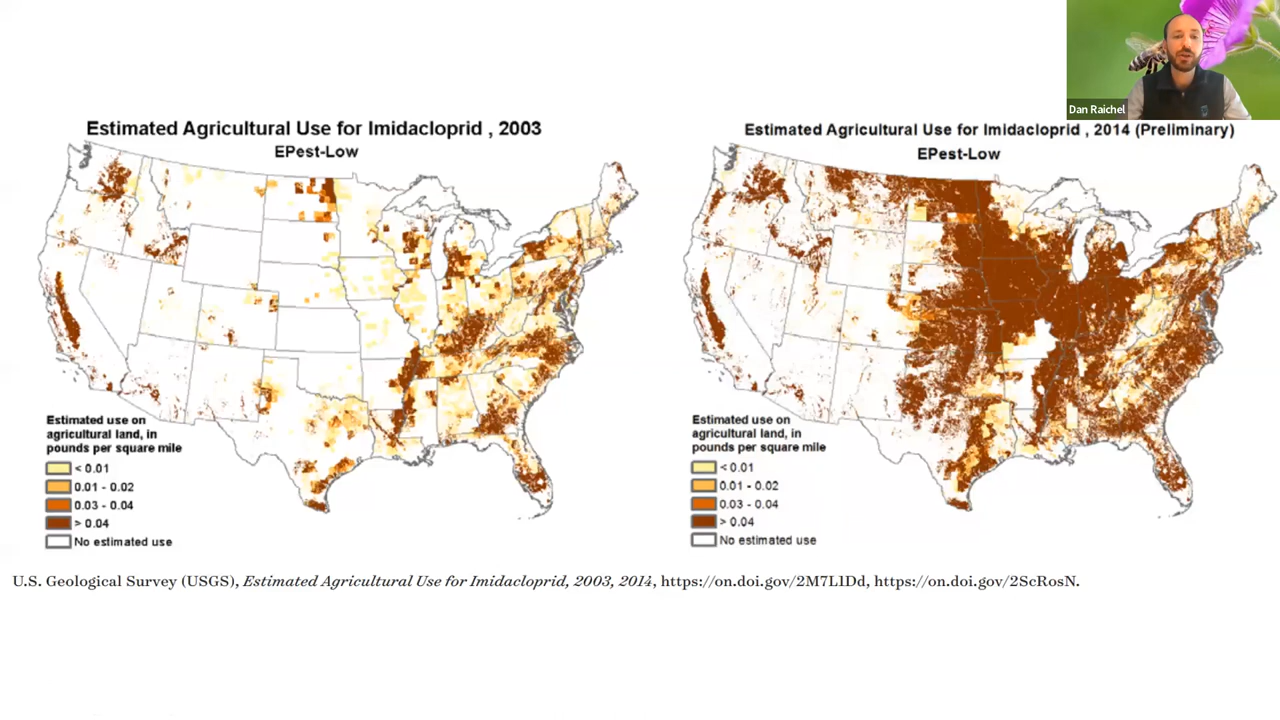 Dan Raichel
Estimated Agricultural Use for Imidacloprid , 2003
EPest-Low
Estimated use on
agricultural land, in
pounds per square mile
< 0.01
0.01 - 0.02
0.03 - 0.04
> 0.04
No estimated use
Estimated Agricultural Use for Imidacloprid , 2014 (Preliminary)
EPest-Low
Estimated use on
agricultural land, in
pounds per square mile
< 0.01
0.01 - 0.02
0.03 - 0.04
> 0.04
No estimated use
U.S. Geological Survey (USGS), Estimated Agricultural Use for Imidacloprid, 2003, 2014, https://on.doi.gov/2M7L1Dd, https://on.doi.gov/2ScRosN.